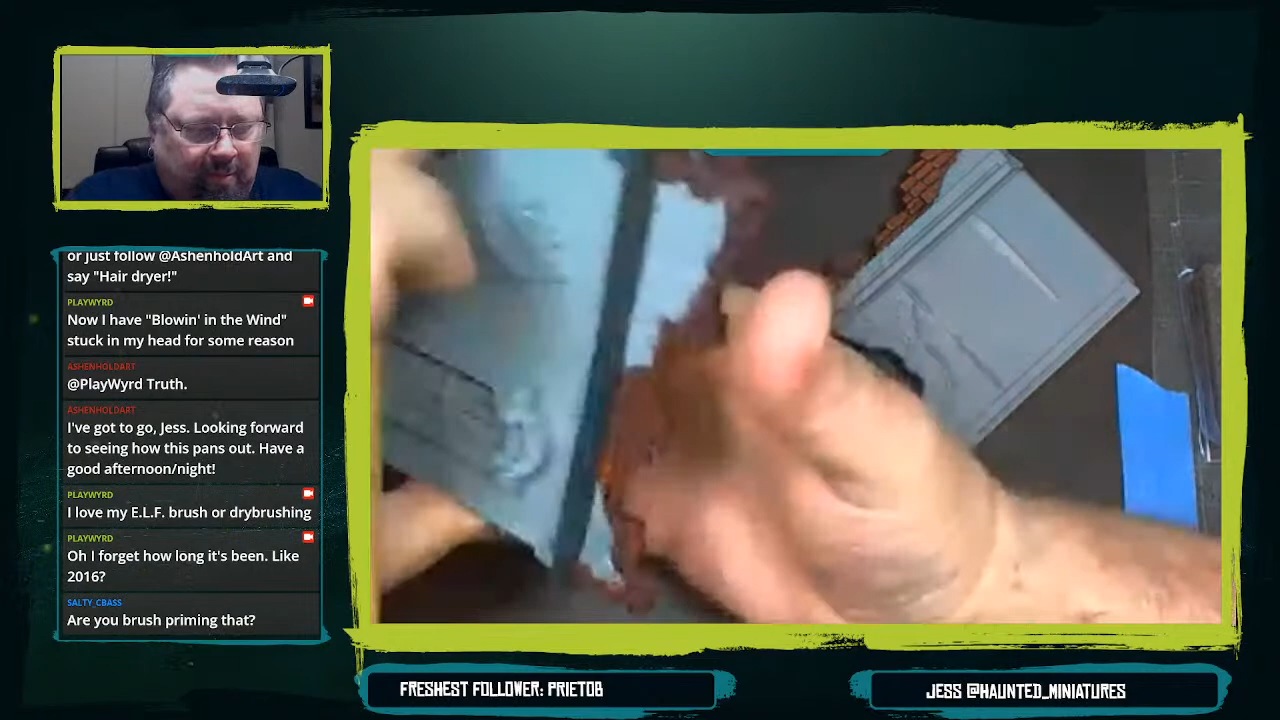 or just follow @AshenholdArt and
say "Hair dryer!"
PLAYWYRD
Now I have "Blowin' in the Wind"
stuck in my head for some reason
ASHENHOLDART
@PlayWyrd Truth.
ASHENHOLDART
I've got to go, Jess. Looking forward
to seeing how this pans out. Have a
good afternoon/night!
PLAYWYRD
I love my E.L.F. brush or drybrushing
PLAYWYRD
Oh I forget how long it's been. Like
2016?
SALTY_CBASS
Are you brush priming that?
FRESHEST FOLLOWER: PRIETOB
JESS @HAUNTED_MINIATURES